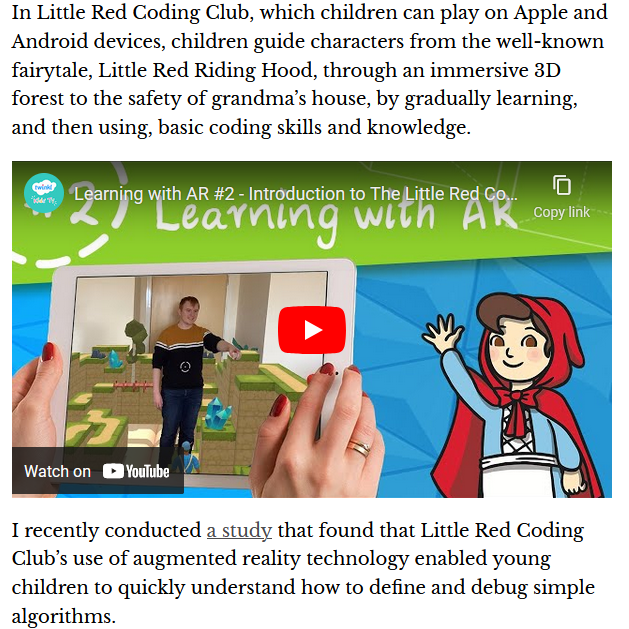 In Little Red Coding Club, which children can play on Apple and
Android devices, children guide characters from the well-known
fairytale, Little Red Riding Hood, through an immersive 3D
forest to the safety of grandma's house, by gradually learning,
and then using, basic coding skills and knowledge.
twinkl
Learning with AR #2 - Introduction to The Little Red Co...
Copy link
#2) Learning with AR
Watch on YouTube
I recently conducted a study that found that Little Red Coding
Club's use of augmented reality technology enabled young
children to quickly understand how to define and debug simple
algorithms.